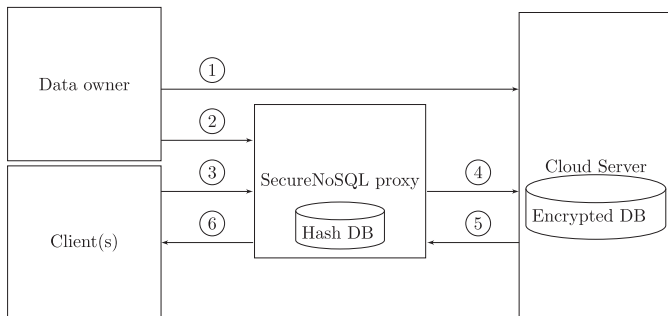 Data owner
1
2
3
SecureNoSQL proxy
4
Cloud Server
Encrypted DB
Client(s)
6
Hash DB
5